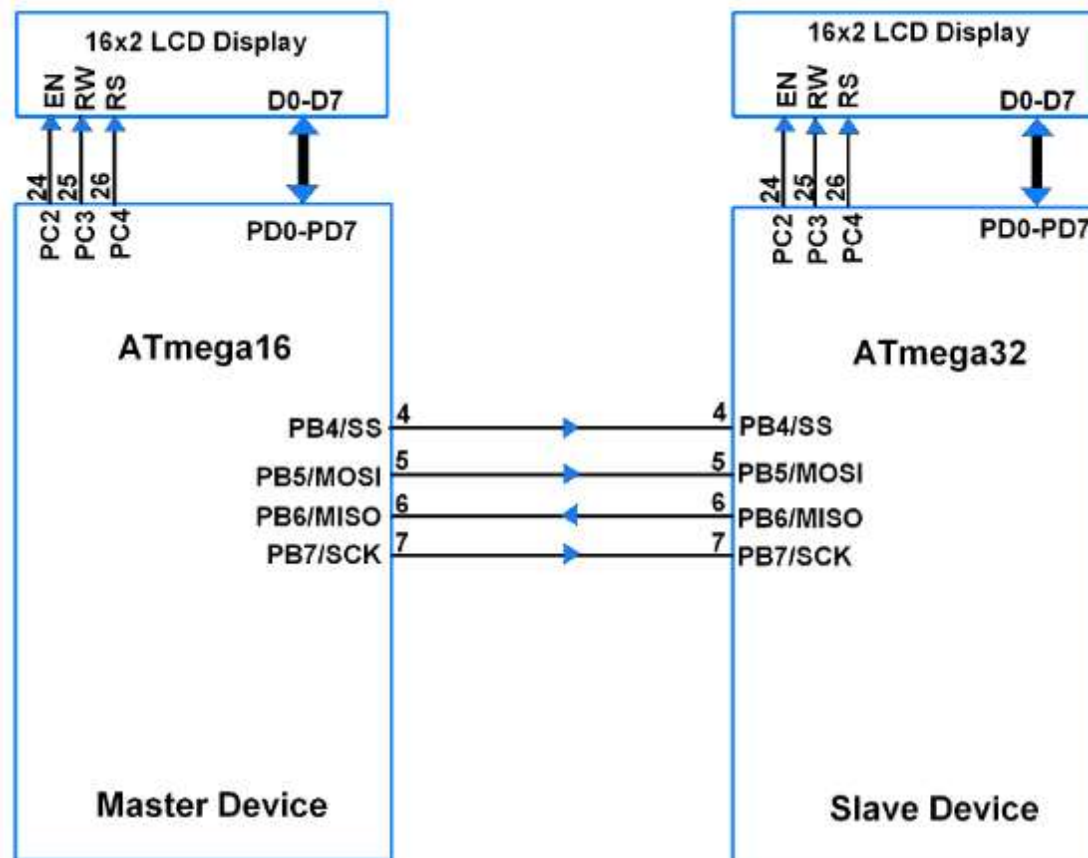 16x2 LCD Display
EN RW RS
D0-D7
24 25 26
PC2 PC3 PC4
PD0-PD7
ATmega16
PB4/SS 4
PB5/MOSI 5
PB6/MISO 6
PB7/SCK 7
Master Device
16x2 LCD Display
EN RW RS
D0-D7
24 25 26
PC2 PC3 PC4
PD0-PD7
ATmega32
4 PB4/SS
5 PB5/MOSI
6 PB6/MISO
7 PB7/SCK
Slave Device